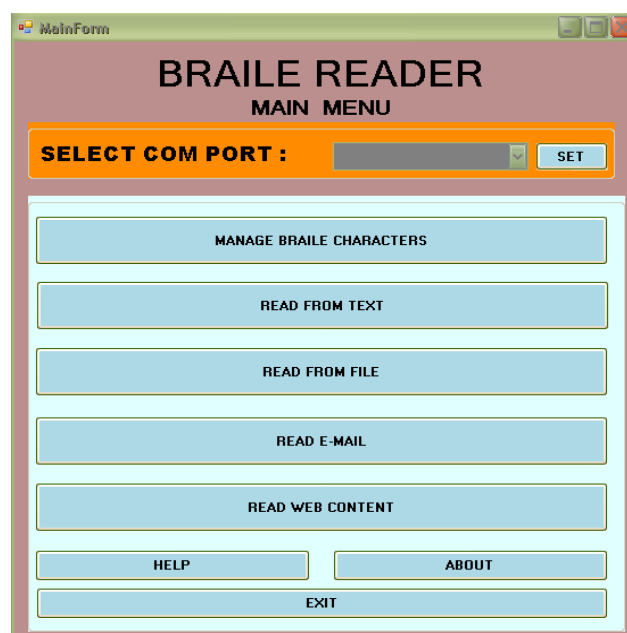 MainForm
BRAILE READER
MAIN MENU
SELECT COM PORT :
SET
MANAGE BRAILE CHARACTERS
READ FROM TEXT
READ FROM FILE
READ E-MAIL
READ WEB CONTENT
HELP ABOUT
EXIT